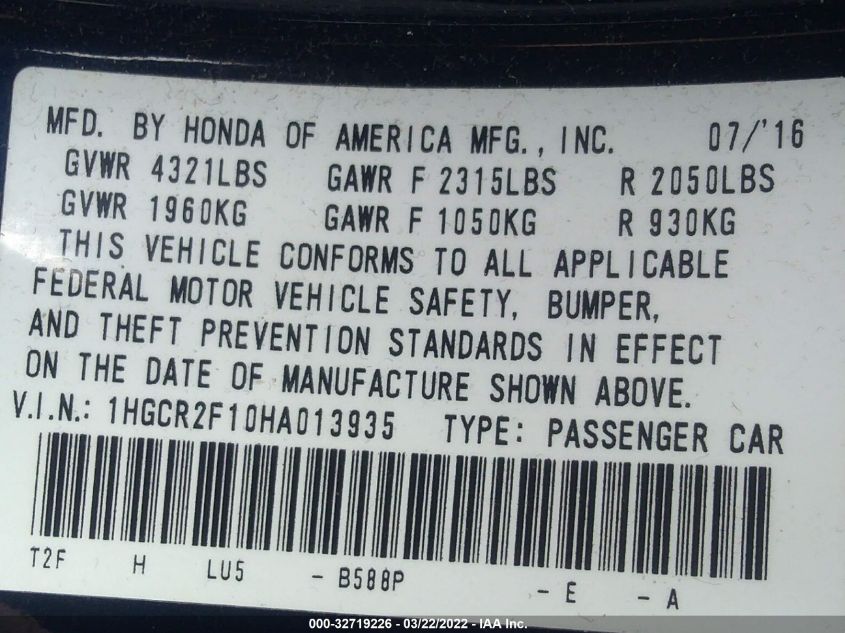 MFD. BY HONDA OF AMERICA MFG., INC. 07/'16
GVWR 4321LBS GAWR F 2315LBS R 2050LBS
GVWR 1960KG GAWR F 1050KG R 930KG
THIS VEHICLE CONFORMS TO ALL APPLICABLE
FEDERAL MOTOR VEHICLE SAFETY, BUMPER,
AND THEFT PREVENTION STANDARDS IN EFFECT
ON THE DATE OF MANUFACTURE SHOWN ABOVE.
V.I.N.: 1HGCR2F10HA013935 TYPE: PASSENGER CAR
T2F H LU5 - B588P - E - A
000-32719226 - 03/22/2022 - IAA Inc.